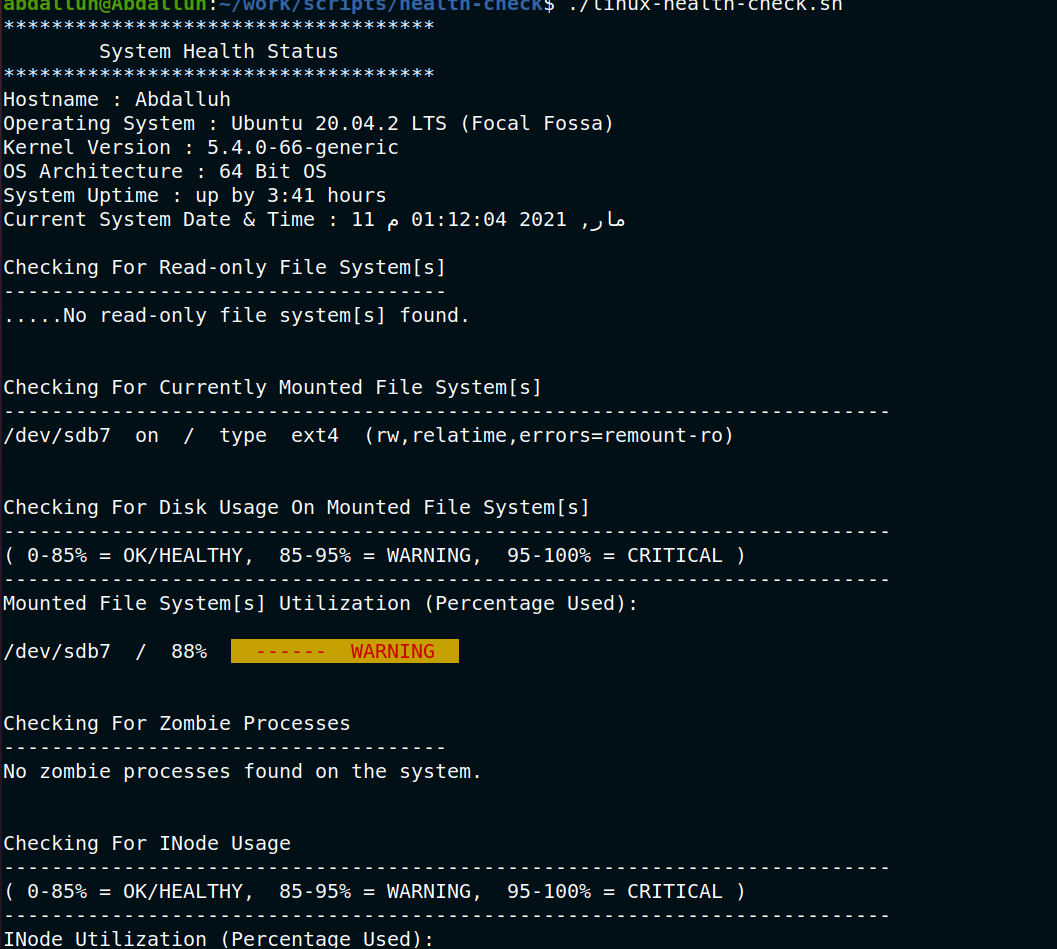 abdalluh@Abdalluh:~/work/scripts/health-check$ ./linux-health-check.sh
************************************
System Health Status
************************************
Hostname : Abdalluh
Operating System : Ubuntu 20.04.2 LTS (Focal Fossa)
Kernel Version : 5.4.0-66-generic
OS Architecture : 64 Bit OS
System Uptime : up by 3:41 hours
Current System Date & Time : 11 مار, 2021 01:12:04 م
Checking For Read-only File System[s]
-------------------------------------
.....No read-only file system[s] found.
Checking For Currently Mounted File System[s]
--------------------------------------------------------------------------
/dev/sdb7  on  /  type  ext4  (rw,relatime,errors=remount-ro)
Checking For Disk Usage On Mounted File System[s]
--------------------------------------------------------------------------
( 0-85% = OK/HEALTHY,  85-95% = WARNING,  95-100% = CRITICAL )
--------------------------------------------------------------------------
Mounted File System[s] Utilization (Percentage Used):
/dev/sdb7  /  88%  ------  WARNING
Checking For Zombie Processes
-------------------------------------
No zombie processes found on the system.
Checking For INode Usage
--------------------------------------------------------------------------
( 0-85% = OK/HEALTHY,  85-95% = WARNING,  95-100% = CRITICAL )
--------------------------------------------------------------------------
INode Utilization (Percentage Used):